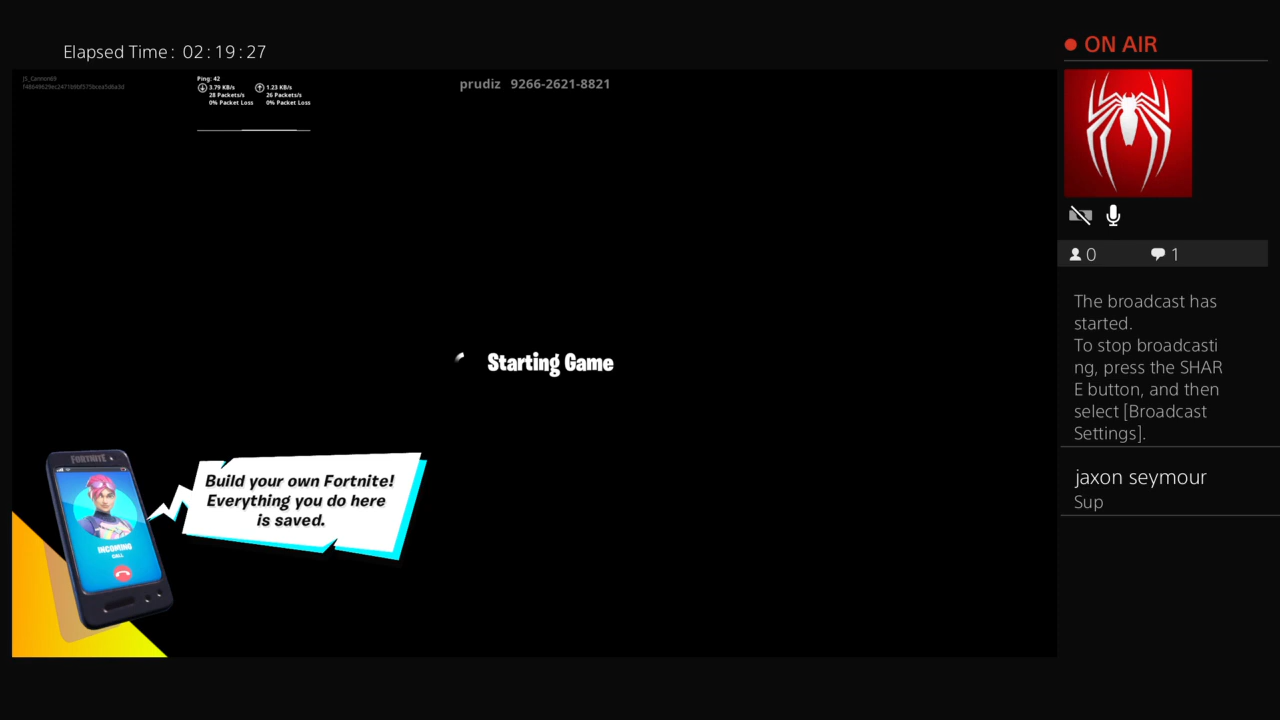 Elapsed Time: 02:19:27
ON AIR
JS_Cannon69
Ping: 42
3.79 KB/s
28 Packets/s
0% Packet Loss
1.23 KB/s
26 Packets/s
0% Packet Loss
prudiz 9266-2621-8821
0
1
The broadcast has
started.
To stop broadcasti
ng, press the SHAR
E button, and then
select [Broadcast
Settings].
jaxon seymour
Sup
Starting Game
FORTNITE
INCOMING
CALL
Build your own Fortnite!
Everything you do here
is saved.